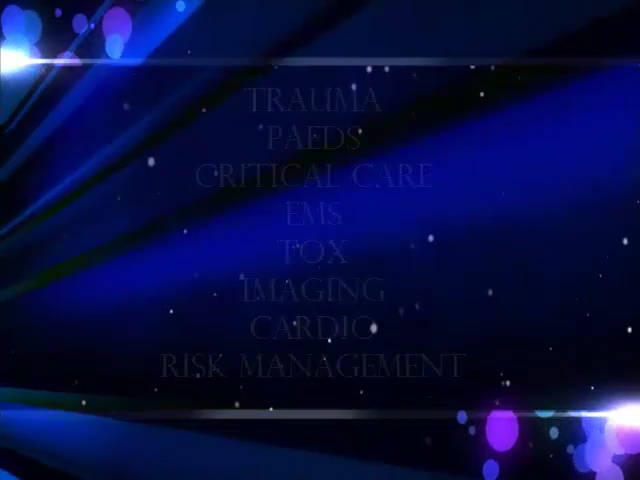 TRAUMA
PAEDS
CRITICAL CARE
EMS
TOX
IMAGING
CARDIO
RISK MANAGEMENT